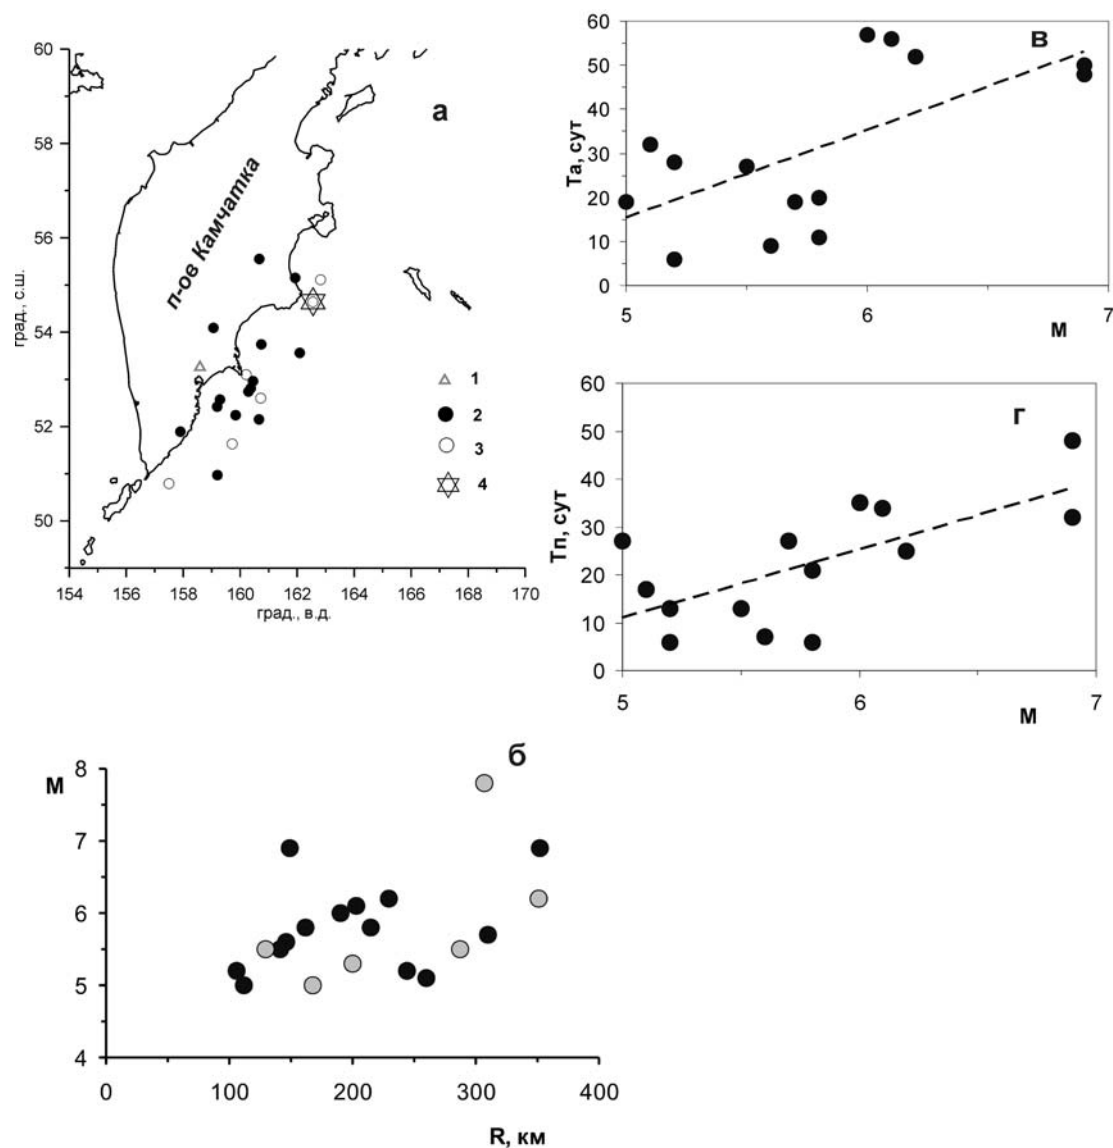 а
60
58
56
54
52
50
град., с.ш.
п-ов Камчатка
1
2
3
4
154 156 158 160 162 164 166 168 170
град., в.д.
в
60
50
40
30
20
10
0
Та, сут
5 6 7
М
г
60
50
40
30
20
10
0
Тп, сут
5 6 7
М
б
М
8
7
6
5
4
0 100 200 300 400
R, км